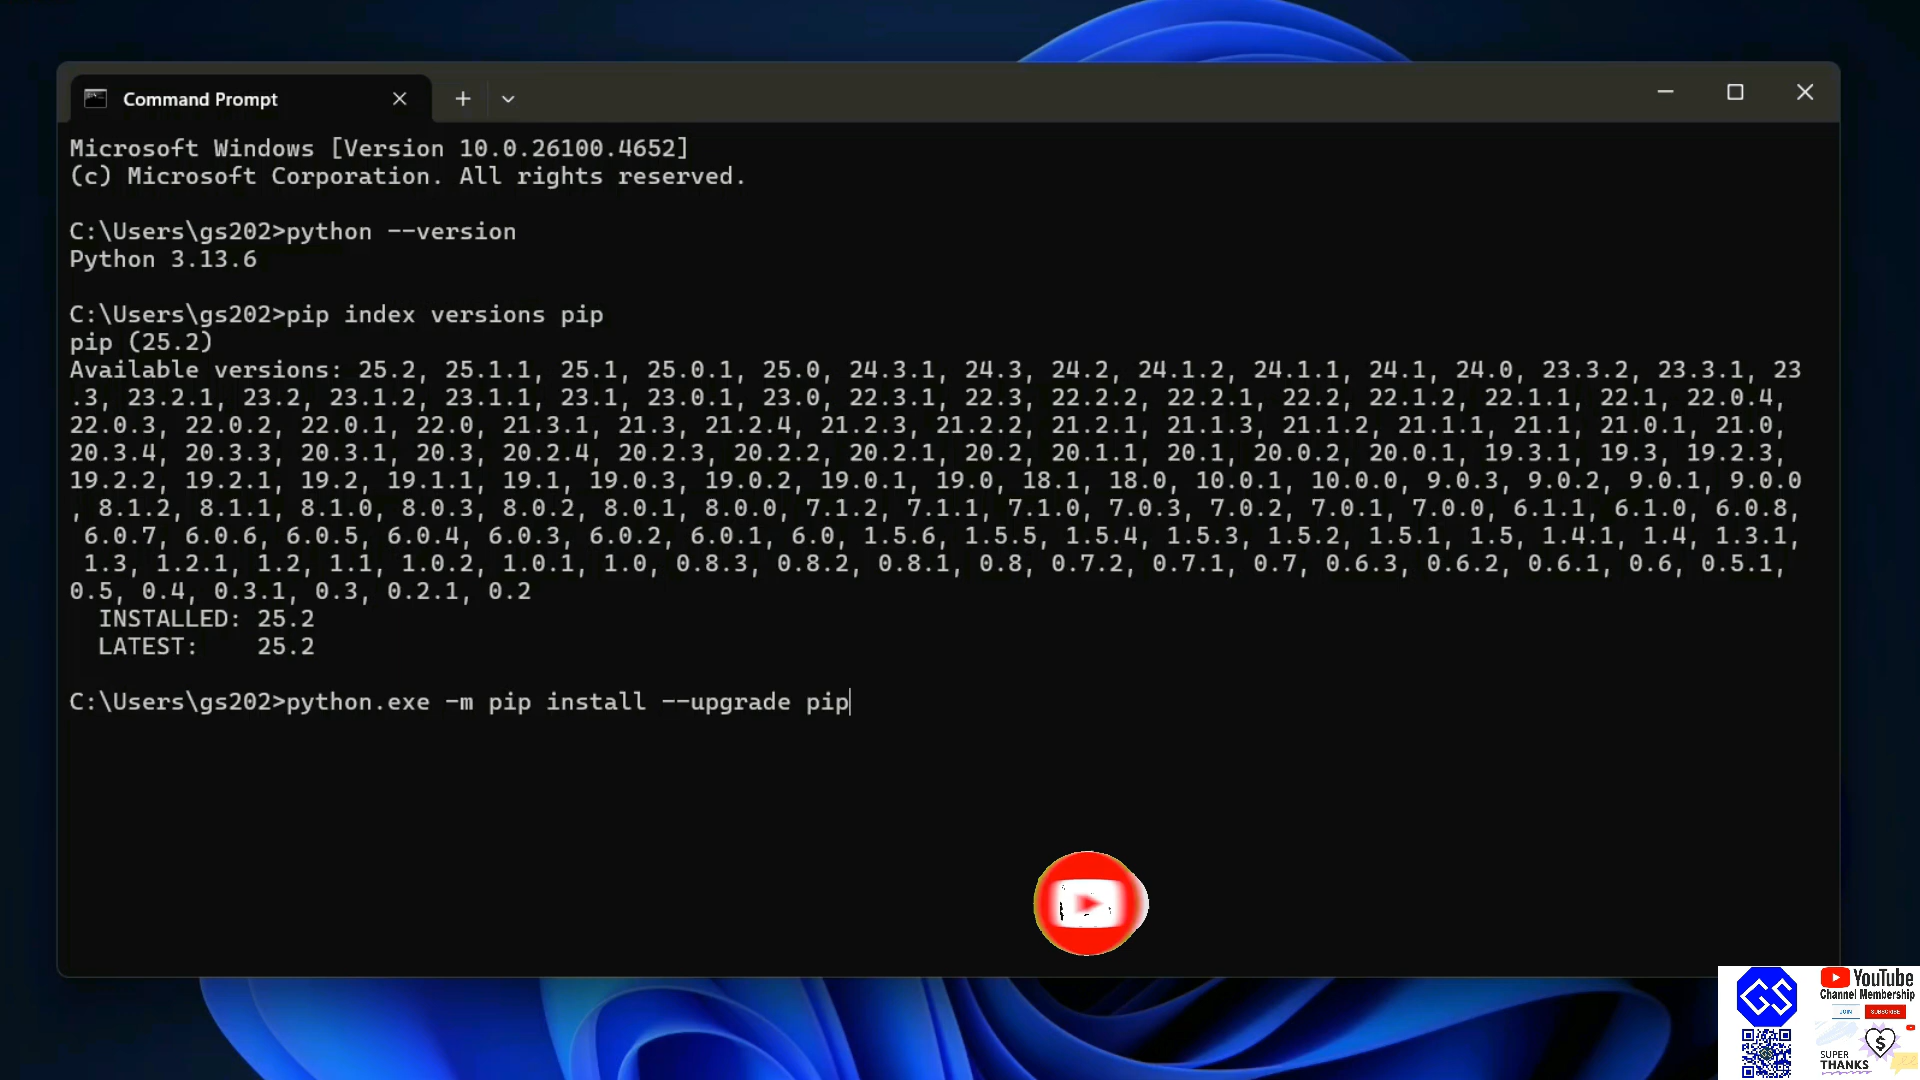 Command Prompt
Microsoft Windows [Version 10.0.26100.4652]
(c) Microsoft Corporation. All rights reserved.
C:\Users\gs202>python --version
Python 3.13.6
C:\Users\gs202>pip index versions pip
pip (25.2)
Available versions: 25.2, 25.1.1, 25.1, 25.0.1, 25.0, 24.3.1, 24.3, 24.2, 24.1.2, 24.1.1, 24.1, 24.0, 23.3.2, 23.3.1, 23
.3, 23.2.1, 23.2, 23.1.2, 23.1.1, 23.1, 23.0.1, 23.0, 22.3.1, 22.3, 22.2.2, 22.2.1, 22.2, 22.1.2, 22.1.1, 22.1, 22.0.4,
22.0.3, 22.0.2, 22.0.1, 22.0, 21.3.1, 21.3, 21.2.4, 21.2.3, 21.2.2, 21.2.1, 21.1.3, 21.1.2, 21.1.1, 21.1, 21.0.1, 21.0,
20.3.4, 20.3.3, 20.3.1, 20.3, 20.2.4, 20.2.3, 20.2.2, 20.2.1, 20.2, 20.1.1, 20.1, 20.0.2, 20.0.1, 19.3.1, 19.3, 19.2.3,
19.2.2, 19.2.1, 19.2, 19.1.1, 19.1, 19.0.3, 19.0.2, 19.0.1, 19.0, 18.1, 18.0, 10.0.1, 10.0.0, 9.0.3, 9.0.2, 9.0.1, 9.0.0
, 8.1.2, 8.1.1, 8.1.0, 8.0.3, 8.0.2, 8.0.1, 8.0.0, 7.1.2, 7.1.1, 7.1.0, 7.0.3, 7.0.2, 7.0.1, 7.0.0, 6.1.1, 6.1.0, 6.0.8,
6.0.7, 6.0.6, 6.0.5, 6.0.4, 6.0.3, 6.0.2, 6.0.1, 6.0, 1.5.6, 1.5.5, 1.5.4, 1.5.3, 1.5.2, 1.5.1, 1.5, 1.4.1, 1.4, 1.3.1,
1.3, 1.2.1, 1.2, 1.1, 1.0.2, 1.0.1, 1.0, 0.8.3, 0.8.2, 0.8.1, 0.8, 0.7.2, 0.7.1, 0.7, 0.6.3, 0.6.2, 0.6.1, 0.6, 0.5.1,
0.5, 0.4, 0.3.1, 0.3, 0.2.1, 0.2
INSTALLED: 25.2
LATEST: 25.2
C:\Users\gs202>python.exe -m pip install --upgrade pip
GS
YouTube
Channel Membership
JOIN
SUBSCRIBE
SUPER
THANKS